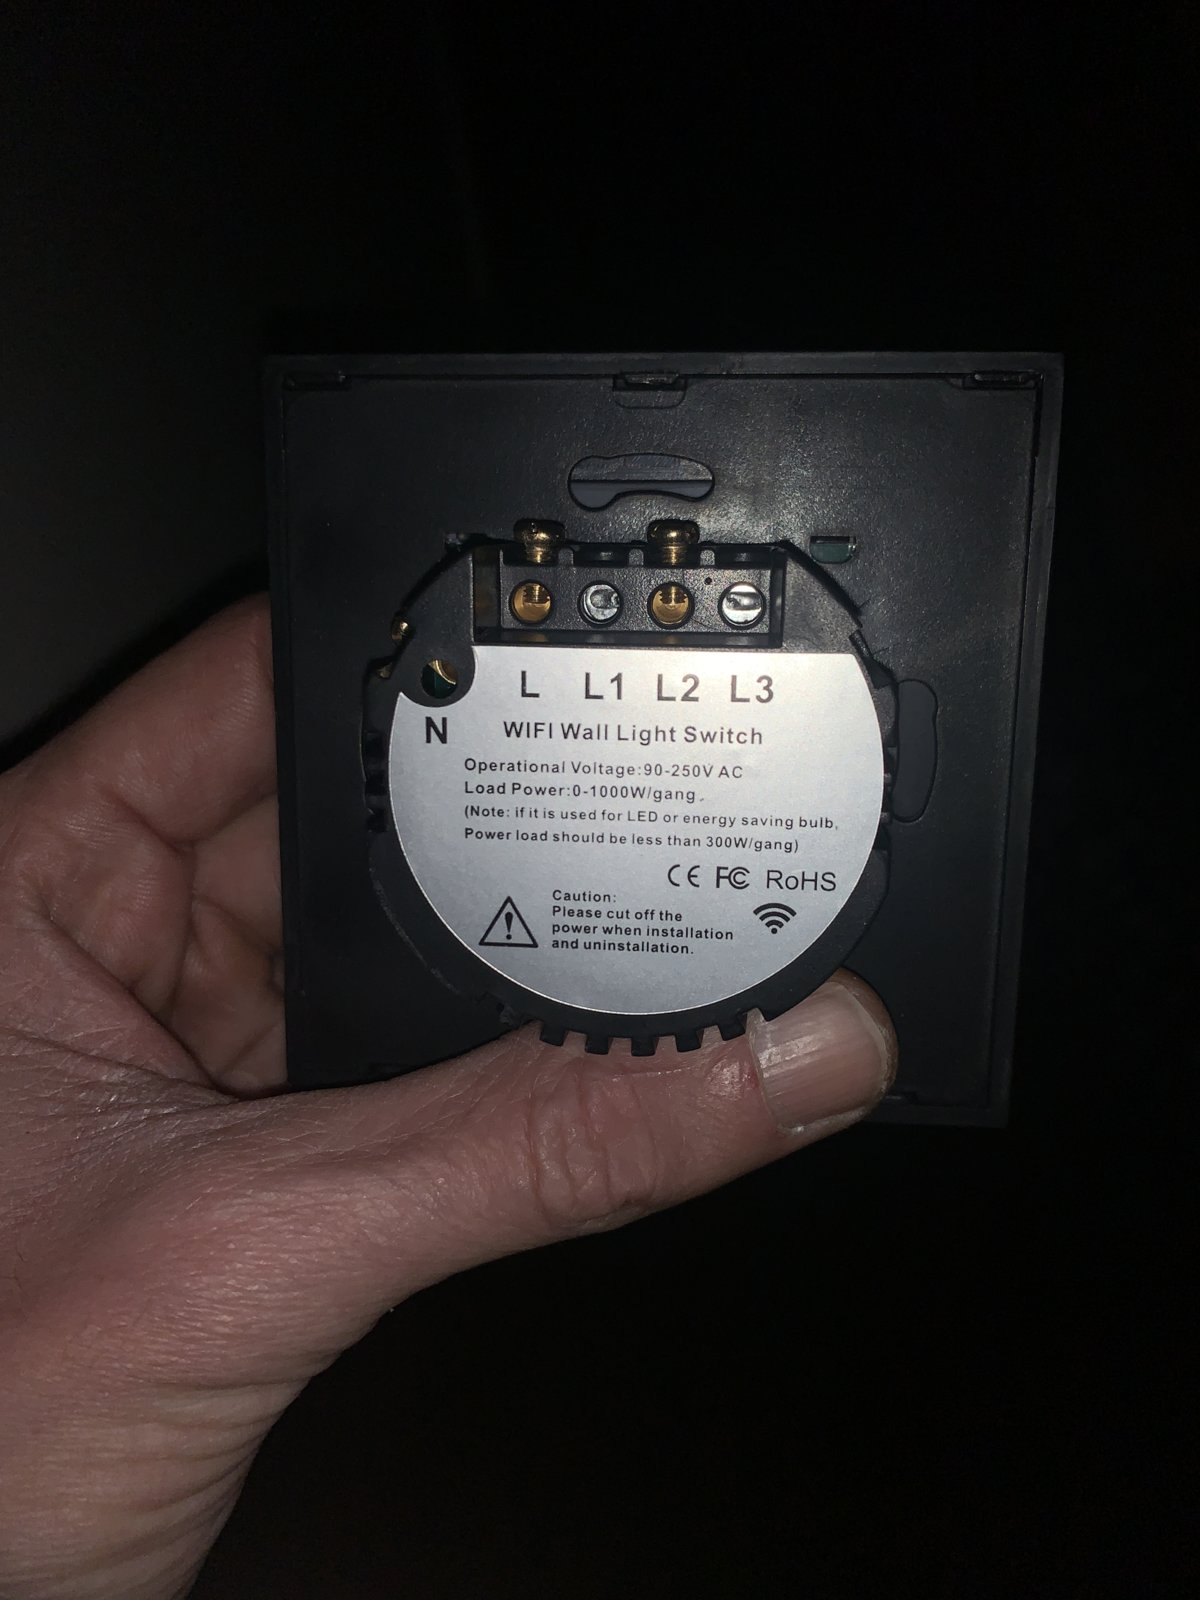 L L1 L2 L3
N
WIFI Wall Light Switch
Operational Voltage:90-250V AC
Load Power:0-1000W/gang
(Note: if it is used for LED or energy saving bulb,
Power load should be less than 300W/gang)
CE FC RoHS
Caution:
Please cut off the
power when installation
and uninstallation.